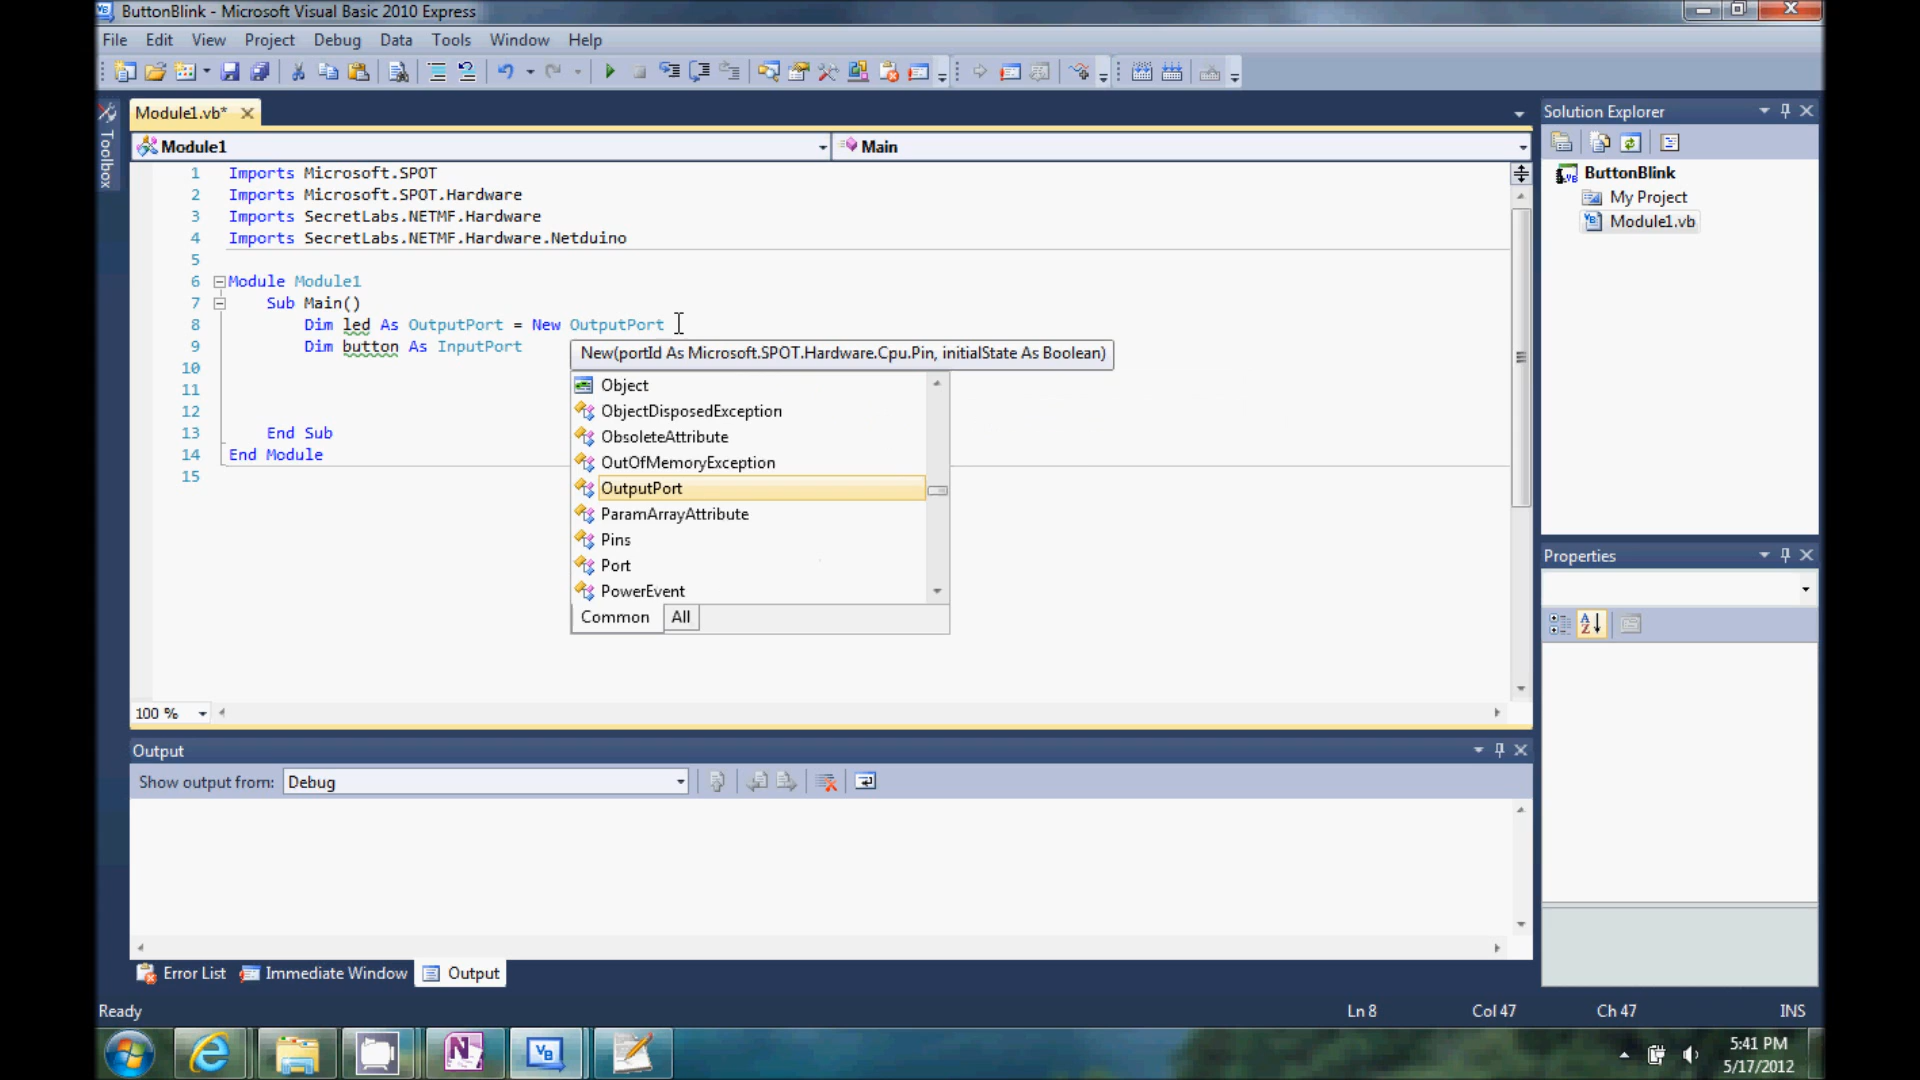 ButtonBlink - Microsoft Visual Basic 2010 Express
File Edit View Project Debug Data Tools Window Help
Toolbox
Module1.vb*
Module1
Main
1 Imports Microsoft.SPOT
2 Imports Microsoft.SPOT.Hardware
3 Imports SecretLabs.NETMF.Hardware
4 Imports SecretLabs.NETMF.Hardware.Netduino
5
6 Module Module1
7 Sub Main()
8 Dim led As OutputPort = New OutputPort
9 Dim button As InputPort
10
11
12
13 End Sub
14 End Module
15
New(portId As Microsoft.SPOT.Hardware.Cpu.Pin, initialState As Boolean)
Object
ObjectDisposedException
ObsoleteAttribute
OutOfMemoryException
OutputPort
ParamArrayAttribute
Pins
Port
PowerEvent
Common All
100 %
Solution Explorer
ButtonBlink
My Project
Module1.vb
Properties
Output
Show output from: Debug
Error List Immediate Window Output
Ready Ln 8 Col 47 Ch 47 INS
5:41 PM
5/17/2012